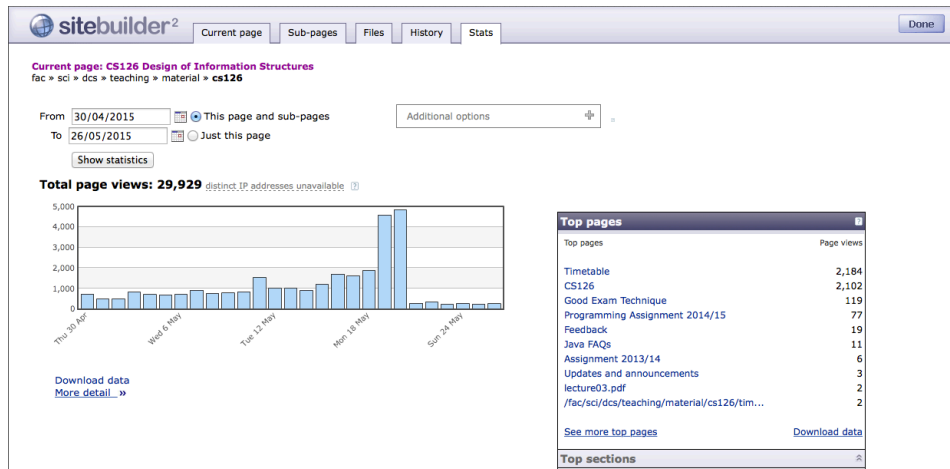 sitebuilder2
Current page
Sub-pages
Files
History
Stats
Done
Current page: CS126 Design of Information Structures
fac » sci » dcs » teaching » material » cs126
From 30/04/2015 This page and sub-pages
Additional options
To 26/05/2015 Just this page
Show statistics
Total page views: 29,929 distinct IP addresses unavailable ?
5,000
4,000
3,000
2,000
1,000
0
Thu 30 Apr
Wed 6 May
Tue 12 May
Mon 18 May
Sun 24 May
Download data
More detail »
Top pages ?
Top pages Page views
Timetable 2,184
CS126 2,102
Good Exam Technique 119
Programming Assignment 2014/15 77
Feedback 19
Java FAQs 11
Assignment 2013/14 6
Updates and announcements 3
lecture03.pdf 2
/fac/sci/dcs/teaching/material/cs126/tim... 2
See more top pages Download data
Top sections